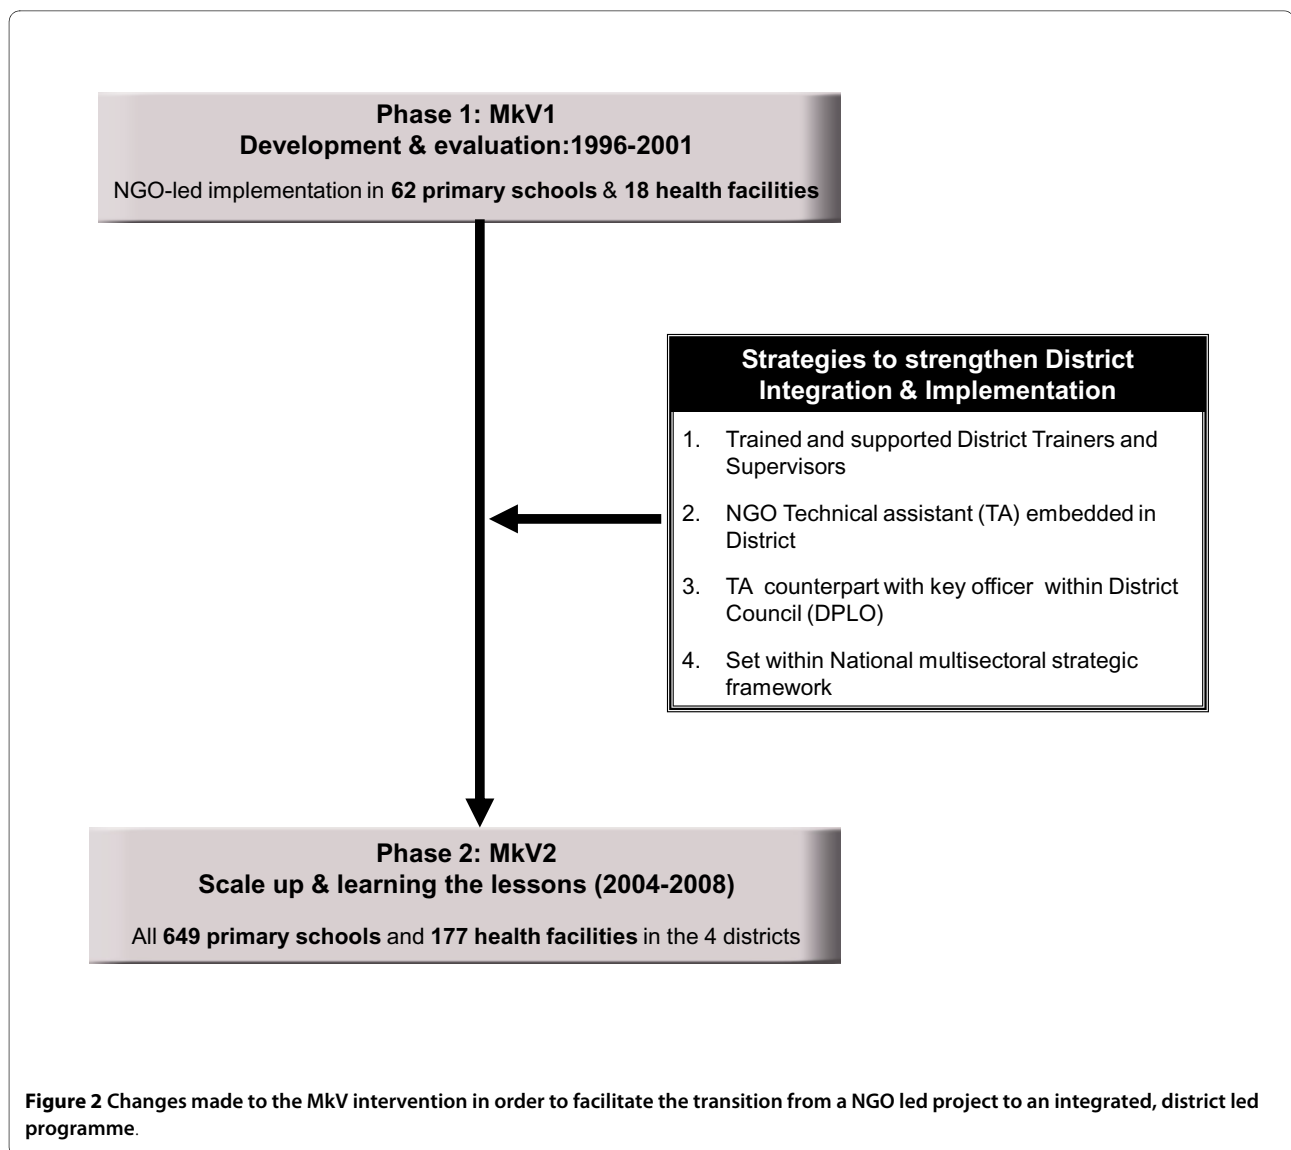 Phase 1: MkV1
Development & evaluation:1996-2001
NGO-led implementation in 62 primary schools & 18 health facilities
Strategies to strengthen District
Integration & Implementation
1. Trained and supported District Trainers and
Supervisors
2. NGO Technical assistant (TA) embedded in
District
3. TA counterpart with key officer within District
Council (DPLO)
4. Set within National multisectoral strategic
framework
Phase 2: MkV2
Scale up & learning the lessons (2004-2008)
All 649 primary schools and 177 health facilities in the 4 districts
Figure 2 Changes made to the MkV intervention in order to facilitate the transition from a NGO led project to an integrated, district led
programme.